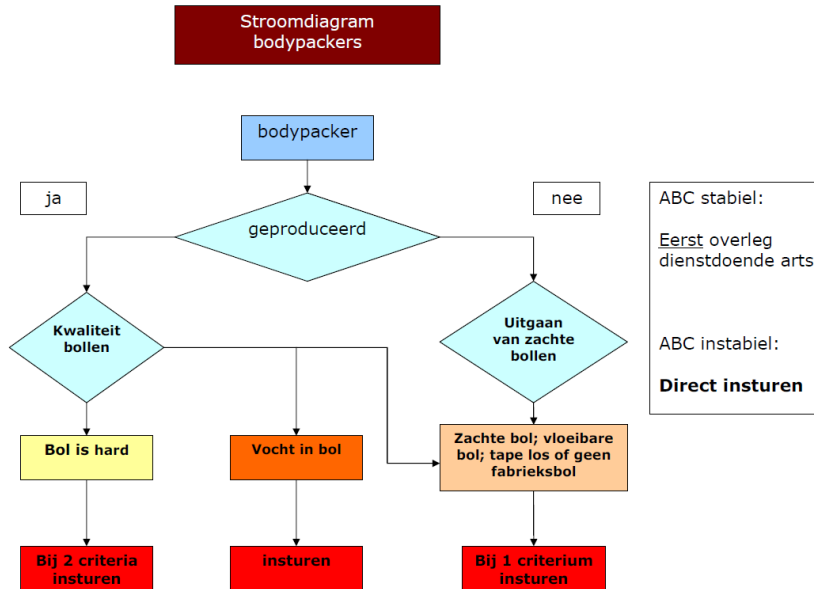 Stroomdiagram
bodypackers
bodypacker
ja
nee
geproduceerd
ABC stabiel:
Eerst overleg
dienstdoende arts
ABC instabiel:
Direct insturen
Kwaliteit
bollen
Uitgaan
van zachte
bollen
Bol is hard
Vocht in bol
Zachte bol; vloeibare
bol; tape los of geen
fabrieksbol
Bij 2 criteria
insturen
insturen
Bij 1 criterium
insturen